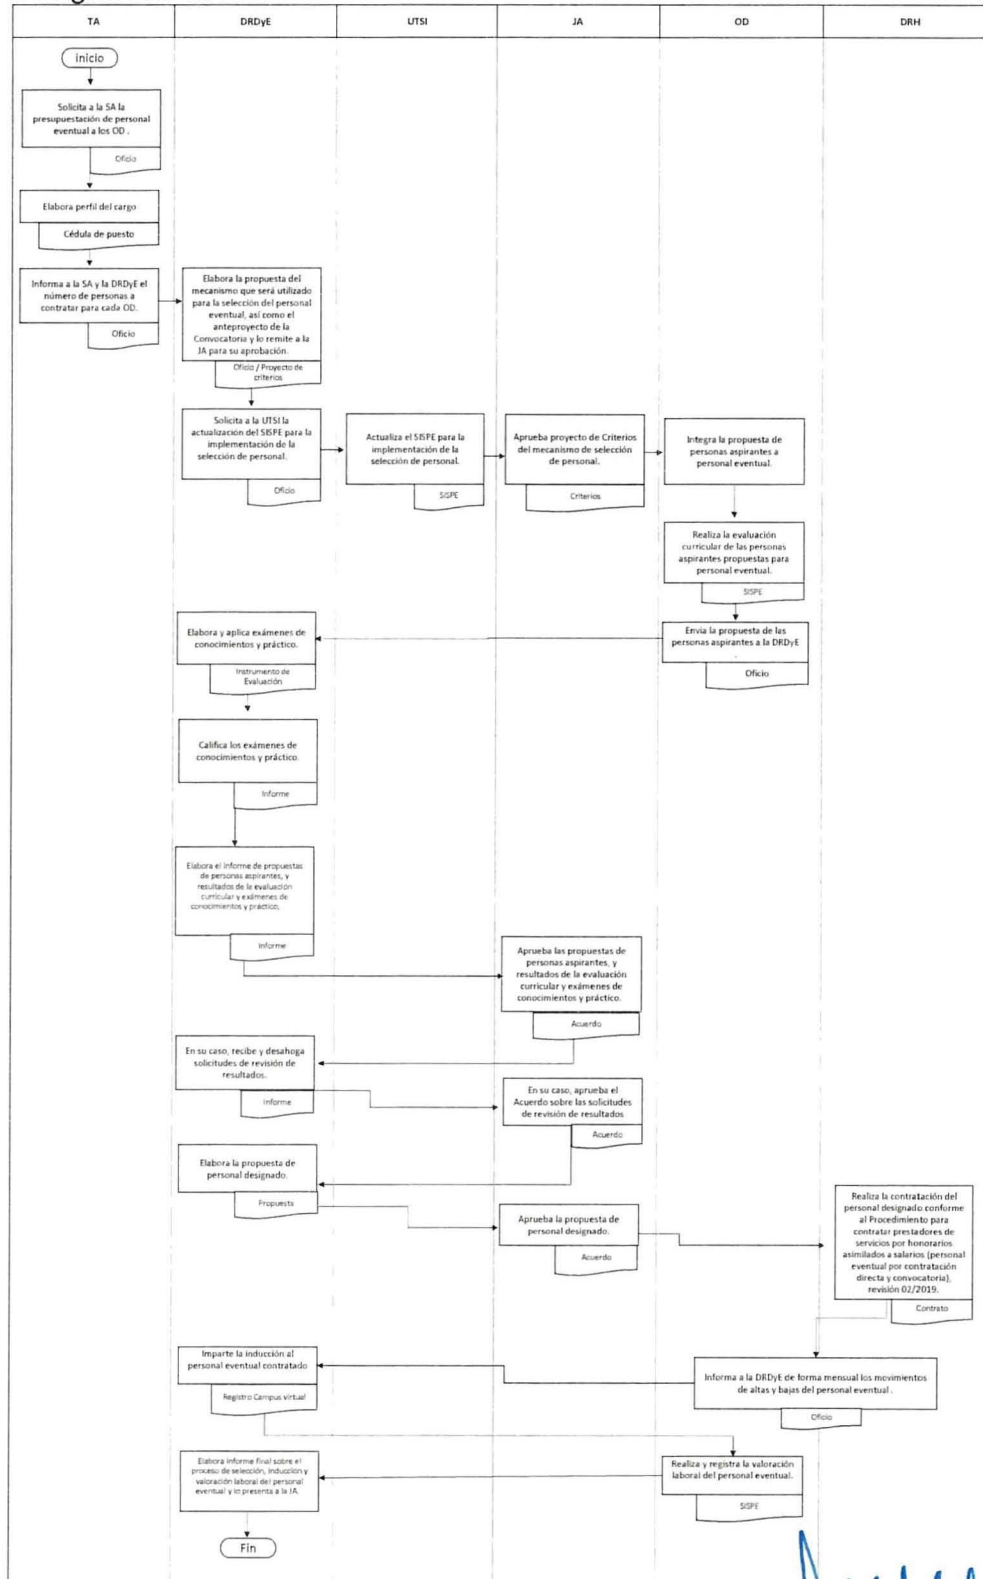 TA
DRDyE
UTSI
JA
OD
DRH
inicio
Solicita a la SA la
presupuestación de personal
eventual a los OD .
Oficio
Elabora perfil del cargo
Cédula de puesto
Informa a la SA y la DRDyE el
número de personas a
contratar para cada OD.
Oficio
Elabora la propuesta del
mecanismo que será utilizado
para la selección del personal
eventual, así como el
anteproyecto de la
Convocatoria y lo remite a la
JA para su aprobación.
Oficio / Proyecto de
criterios
Solicita a la UTSI la
actualización del SISPE para la
implementación de la
selección de personal.
Oficio
Actualiza el SISPE para la
implementación de la
selección de personal.
SISPE
Aprueba proyecto de Criterios
del mecanismo de selección
de personal.
Criterios
Integra la propuesta de
personas aspirantes a
personal eventual.
Realiza la evaluación
curricular de las personas
aspirantes propuestas para
personal eventual.
SISPE
Envia la propuesta de las
personas aspirantes a la DRDyE
.
Oficio
Elabora y aplica exámenes de
conocimientos y práctico.
Instrumento de
Evaluación
Califica los exámenes de
conocimientos y práctico.
Informe
Elabora el informe de propuestas
de personas aspirantes, y
resultados de la evaluación
curricular y exámenes de
conocimientos y práctico.
Informe
Aprueba las propuestas de
personas aspirantes, y
resultados de la evaluación
curricular y exámenes de
conocimientos y práctico.
Acuerdo
En su caso, recibe y desahoga
solicitudes de revisión de
resultados.
Informe
En su caso, aprueba el
Acuerdo sobre las solicitudes
de revisión de resultados
Acuerdo
Elabora la propuesta de
personal designado.
Propuesta
Aprueba la propuesta de
personal designado.
Acuerdo
Realiza la contratación del
personal designado conforme
al Procedimiento para
contratar prestadores de
servicios por honorarios
asimilados a salarios (personal
eventual por contratación
directa y convocatoria),
revisión 02/2019.
Contrato
Informa a la DRDyE de forma mensual los movimientos
de altas y bajas del personal eventual .
Oficio
Imparte la inducción al
personal eventual contratado
Registro Campus virtual
Realiza y registra la valoración
laboral del personal eventual.
SISPE
Elabora informe final sobre el
proceso de selección, inducción y
valoración laboral del personal
eventual y lo presenta a la JA.
Fin